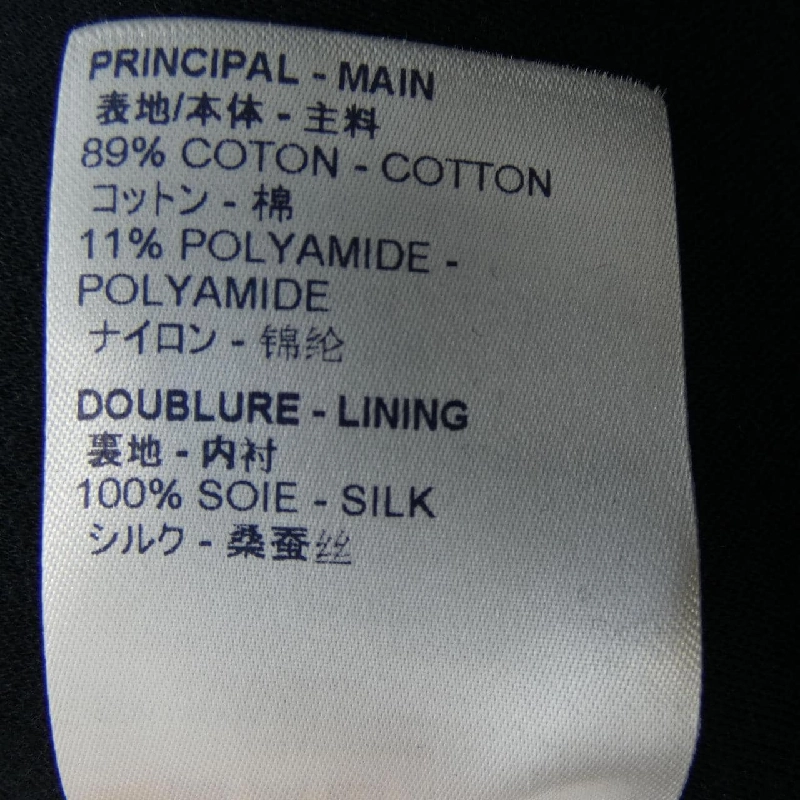 PRINCIPAL - MAIN
表地/本体 - 主料
89% COTON - COTTON
コットン - 棉
11% POLYAMIDE -
POLYAMIDE
ナイロン - 锦纶
DOUBLURE - LINING
裏地 - 内衬
100% SOIE - SILK
シルク - 桑蚕丝